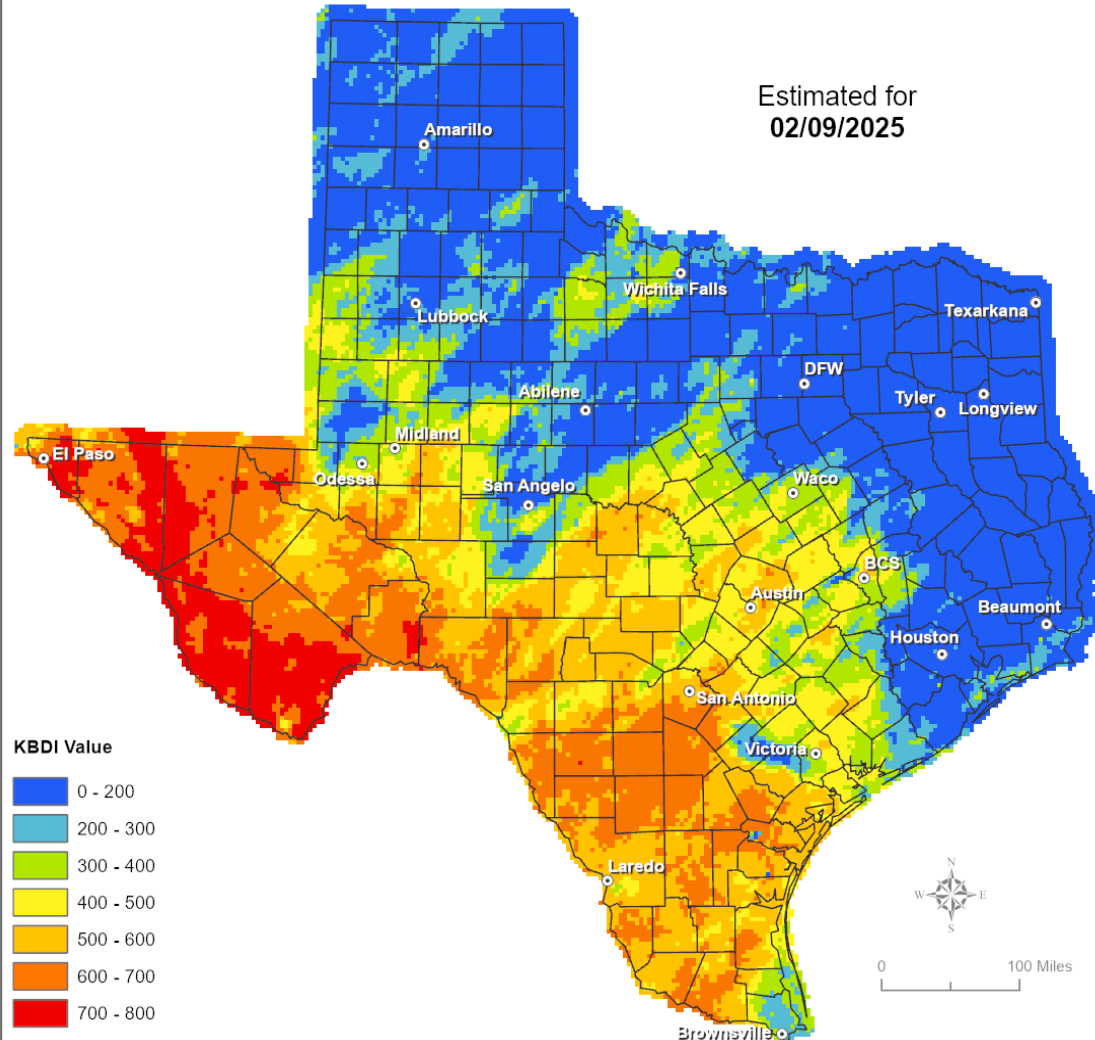 Estimated for
02/09/2025
Amarillo
Wichita Falls
Lubbock
Texarkana
DFW
Abilene
Tyler
Longview
Midland
El Paso
Odessa
San Angelo
Waco
BCS
Austin
Beaumont
Houston
San Antonio
Victoria
Laredo
Brownsville
KBDI Value
0 - 200
200 - 300
300 - 400
400 - 500
500 - 600
600 - 700
700 - 800
N
W E
S
0 100 Miles